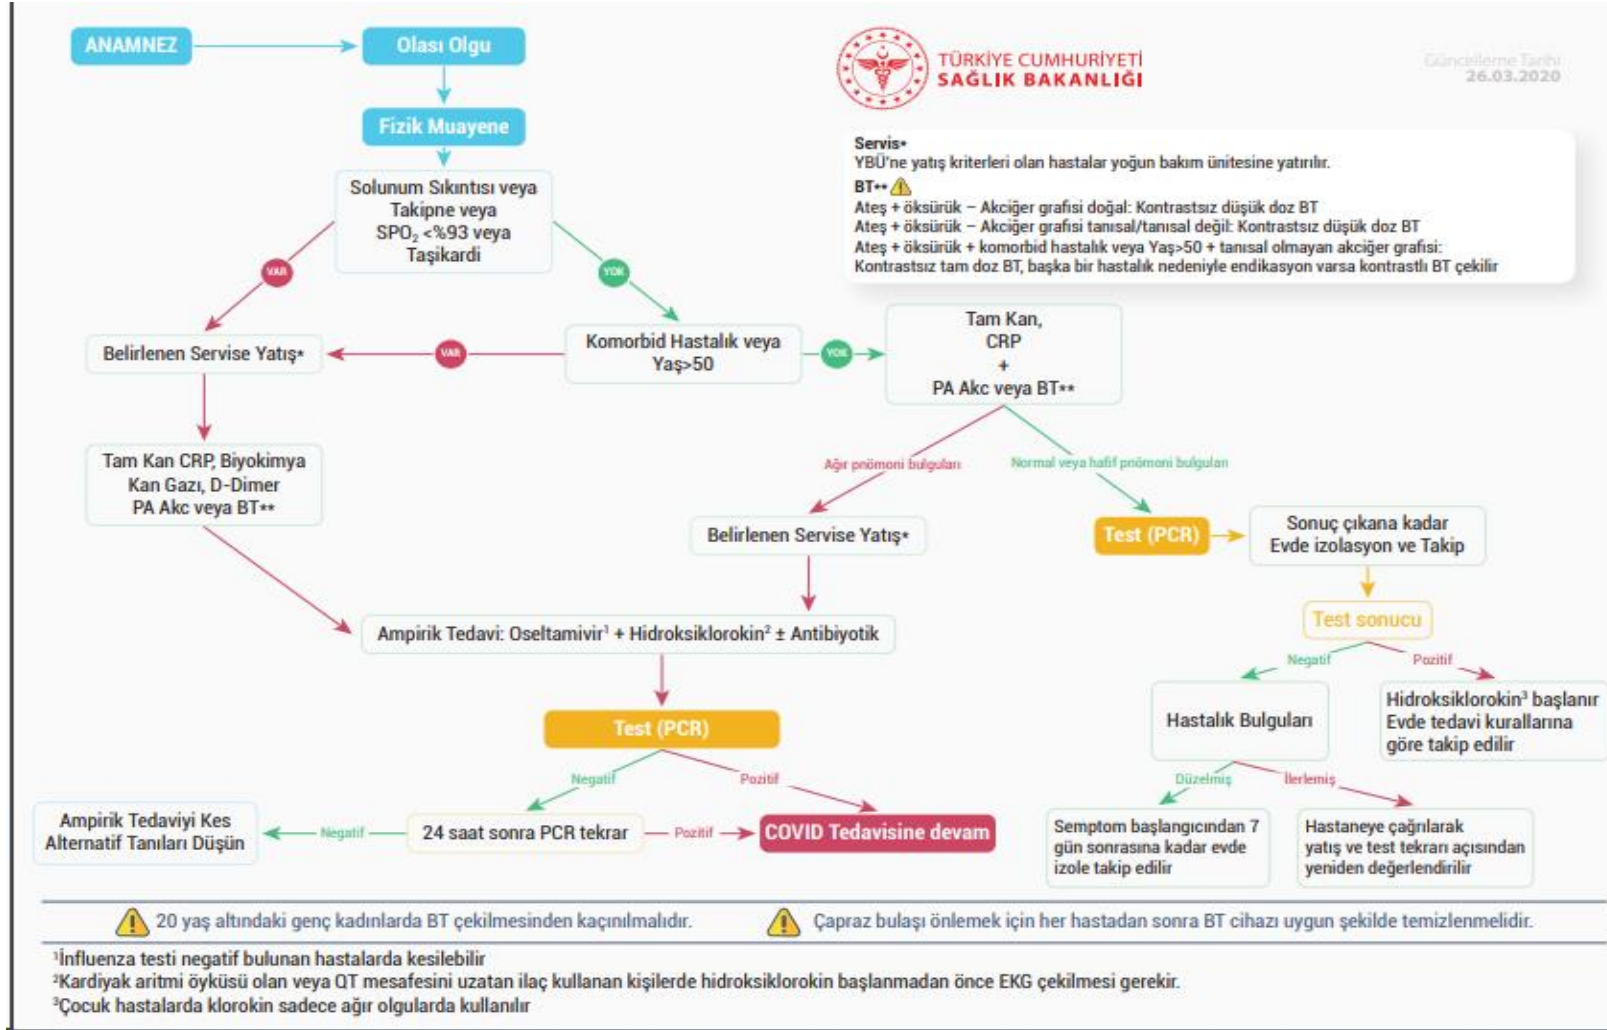 ANAMNEZ
Olası Olgu
TÜRKİYE CUMHURİYETİ
SAĞLIK BAKANLIĞI
Güncelleme Tarihi
26.03.2020
Fizik Muayene
Servis*
YBÜ'ne yatış kriterleri olan hastalar yoğun bakım ünitesine yatırılır.
BT**
Ateş + öksürük – Akciğer grafisi doğal: Kontrastsız düşük doz BT
Ateş + öksürük – Akciğer grafisi tanısal/tanısal değil: Kontrastsız düşük doz BT
Ateş + öksürük + komorbid hastalık veya Yaş>50 + tanısal olmayan akciğer grafisi:
Kontrastsız tam doz BT, başka bir hastalık nedeniyle endikasyon varsa kontrastlı BT çekilir
Solunum Sıkıntısı veya
Takipne veya
SPO₂ <%93 veya
Taşikardi
VAR
YOK
Belirlenen Servise Yatış*
VAR
Komorbid Hastalık veya
Yaş>50
YOK
Tam Kan,
CRP
+
PA Akc veya BT**
Tam Kan CRP, Biyokimya
Kan Gazı, D-Dimer
PA Akc veya BT**
Ağır pnömoni bulguları
Normal veya hafif pnömoni bulguları
Belirlenen Servise Yatış*
Test (PCR)
Sonuç çıkana kadar
Evde izolasyon ve Takip
Ampirik Tedavi: Oseltamivir¹ + Hidroksiklorokin² ± Antibiyotik
Test sonucu
Negatif
Pozitif
Hastalık Bulguları
Hidroksiklorokin³ başlanır
Evde tedavi kurallarına
göre takip edilir
Test (PCR)
Negatif
Pozitif
Düzelmiş
İlerlemiş
Ampirik Tedaviyi Kes
Alternatif Tanıları Düşün
Negatif
24 saat sonra PCR tekrar
Pozitif
COVID Tedavisine devam
Semptom başlangıcından 7
gün sonrasına kadar evde
izole takip edilir
Hastaneye çağrılarak
yatış ve test tekrarı açısından
yeniden değerlendirilir
20 yaş altındaki genç kadınlarda BT çekilmesinden kaçınılmalıdır.
Çapraz bulaşı önlemek için her hastadan sonra BT cihazı uygun şekilde temizlenmelidir.
¹İnfluenza testi negatif bulunan hastalarda kesilebilir
²Kardiyak aritmi öyküsü olan veya QT mesafesini uzatan ilaç kullanan kişilerde hidroksiklorokin başlanmadan önce EKG çekilmesi gerekir.
³Çocuk hastalarda klorokin sadece ağır olgularda kullanılır